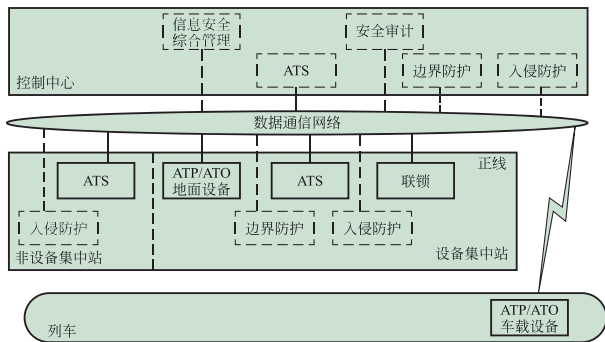 信息安全
综合管理
安全审计
ATS
边界防护
入侵防护
控制中心
数据通信网络
正线
ATS
ATP/ATO
地面设备
ATS
联锁
入侵防护
边界防护
入侵防护
非设备集中站
设备集中站
ATP/ATO
车载设备
列车